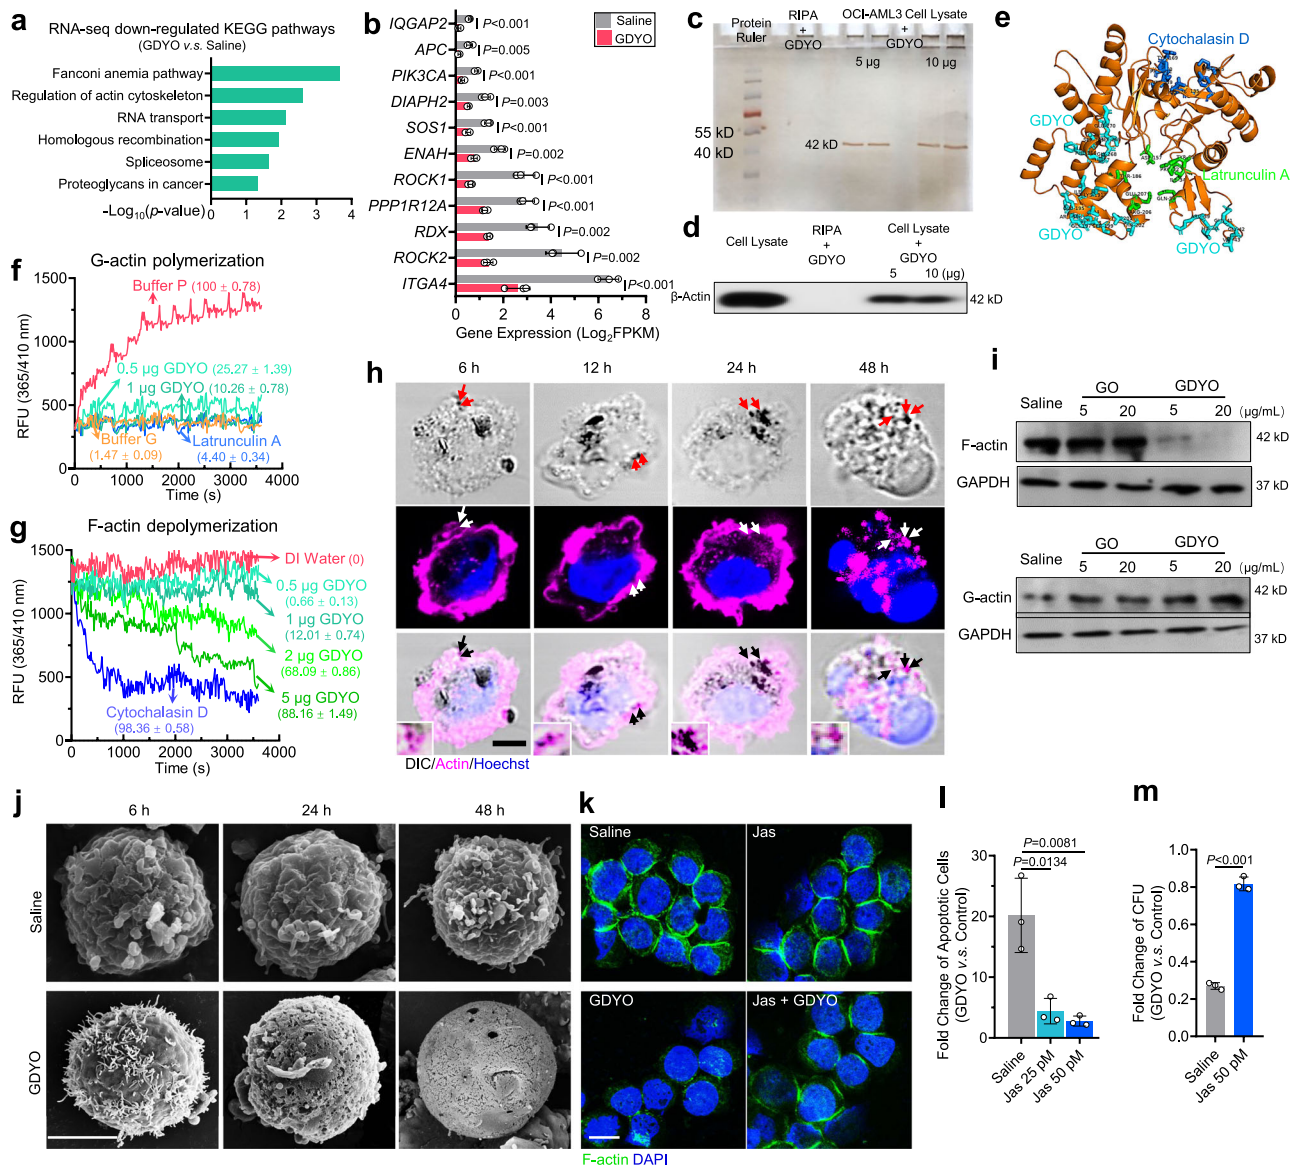 a
RNA-seq down-regulated KEGG pathways
(GDYO v.s. Saline)
Fanconi anemia pathway
Regulation of actin cytoskeleton
RNA transport
Homologous recombination
Spliceosome
Proteoglycans in cancer
-Log10(p-value)
0 1 2 3 4
b
Saline
GDYO
IQGAP2 P<0.001
APC P=0.005
PIK3CA P<0.001
DIAPH2 P=0.003
SOS1 P<0.001
ENAH P=0.002
ROCK1 P<0.001
PPP1R12A P<0.001
RDX P=0.002
ROCK2 P=0.002
ITGA4 P<0.001
0 2 4 6 8
Gene Expression (Log2FPKM)
c
Protein Ruler
RIPA + GDYO
OCI-AML3 Cell Lysate + GDYO
5 µg 10 µg
55 kD
40 kD
42 kD
d
Cell Lysate
RIPA + GDYO
Cell Lysate + GDYO
5 10 (µg)
β-Actin
42 kD
e
Cytochalasin D
GDYO
Latrunculin A
GDYO
GDYO
f
G-actin polymerization
RFU (365/410 nm)
1500
1000
500
0
Buffer P (100 ± 0.78)
0.5 µg GDYO (25.27 ± 1.39)
1 µg GDYO (10.26 ± 0.78)
Buffer G
(1.47 ± 0.09)
Latrunculin A
(4.40 ± 0.34)
0 1000 2000 3000 4000
Time (s)
g
F-actin depolymerization
RFU (365/410 nm)
1500
1000
750
500
250
0
DI Water (0)
0.5 µg GDYO
(0.66 ± 0.13)
1 µg GDYO
(12.01 ± 0.74)
2 µg GDYO
(68.09 ± 0.86)
5 µg GDYO
(88.16 ± 1.49)
Cytochalasin D
(98.36 ± 0.58)
0 1000 2000 3000 4000
Time (s)
h
6 h 12 h 24 h 48 h
DIC/Actin/Hoechst
i
GO GDYO
Saline 5 20 5 20 (µg/mL)
F-actin 42 kD
GAPDH 37 kD
GO GDYO
Saline 5 20 5 20 (µg/mL)
G-actin 42 kD
GAPDH 37 kD
j
6 h 24 h 48 h
Saline
GDYO
k
Saline Jas
GDYO Jas + GDYO
F-actin DAPI
l
Fold Change of Apoptotic Cells
(GDYO v.s. Control)
P=0.0081
P=0.0134
30
20
10
0
Saline
Jas 25 pM
Jas 50 pM
m
Fold Change of CFU
(GDYO v.s. Control)
P<0.001
1.0
0.8
0.6
0.4
0.2
0.0
Saline
Jas 50 pM